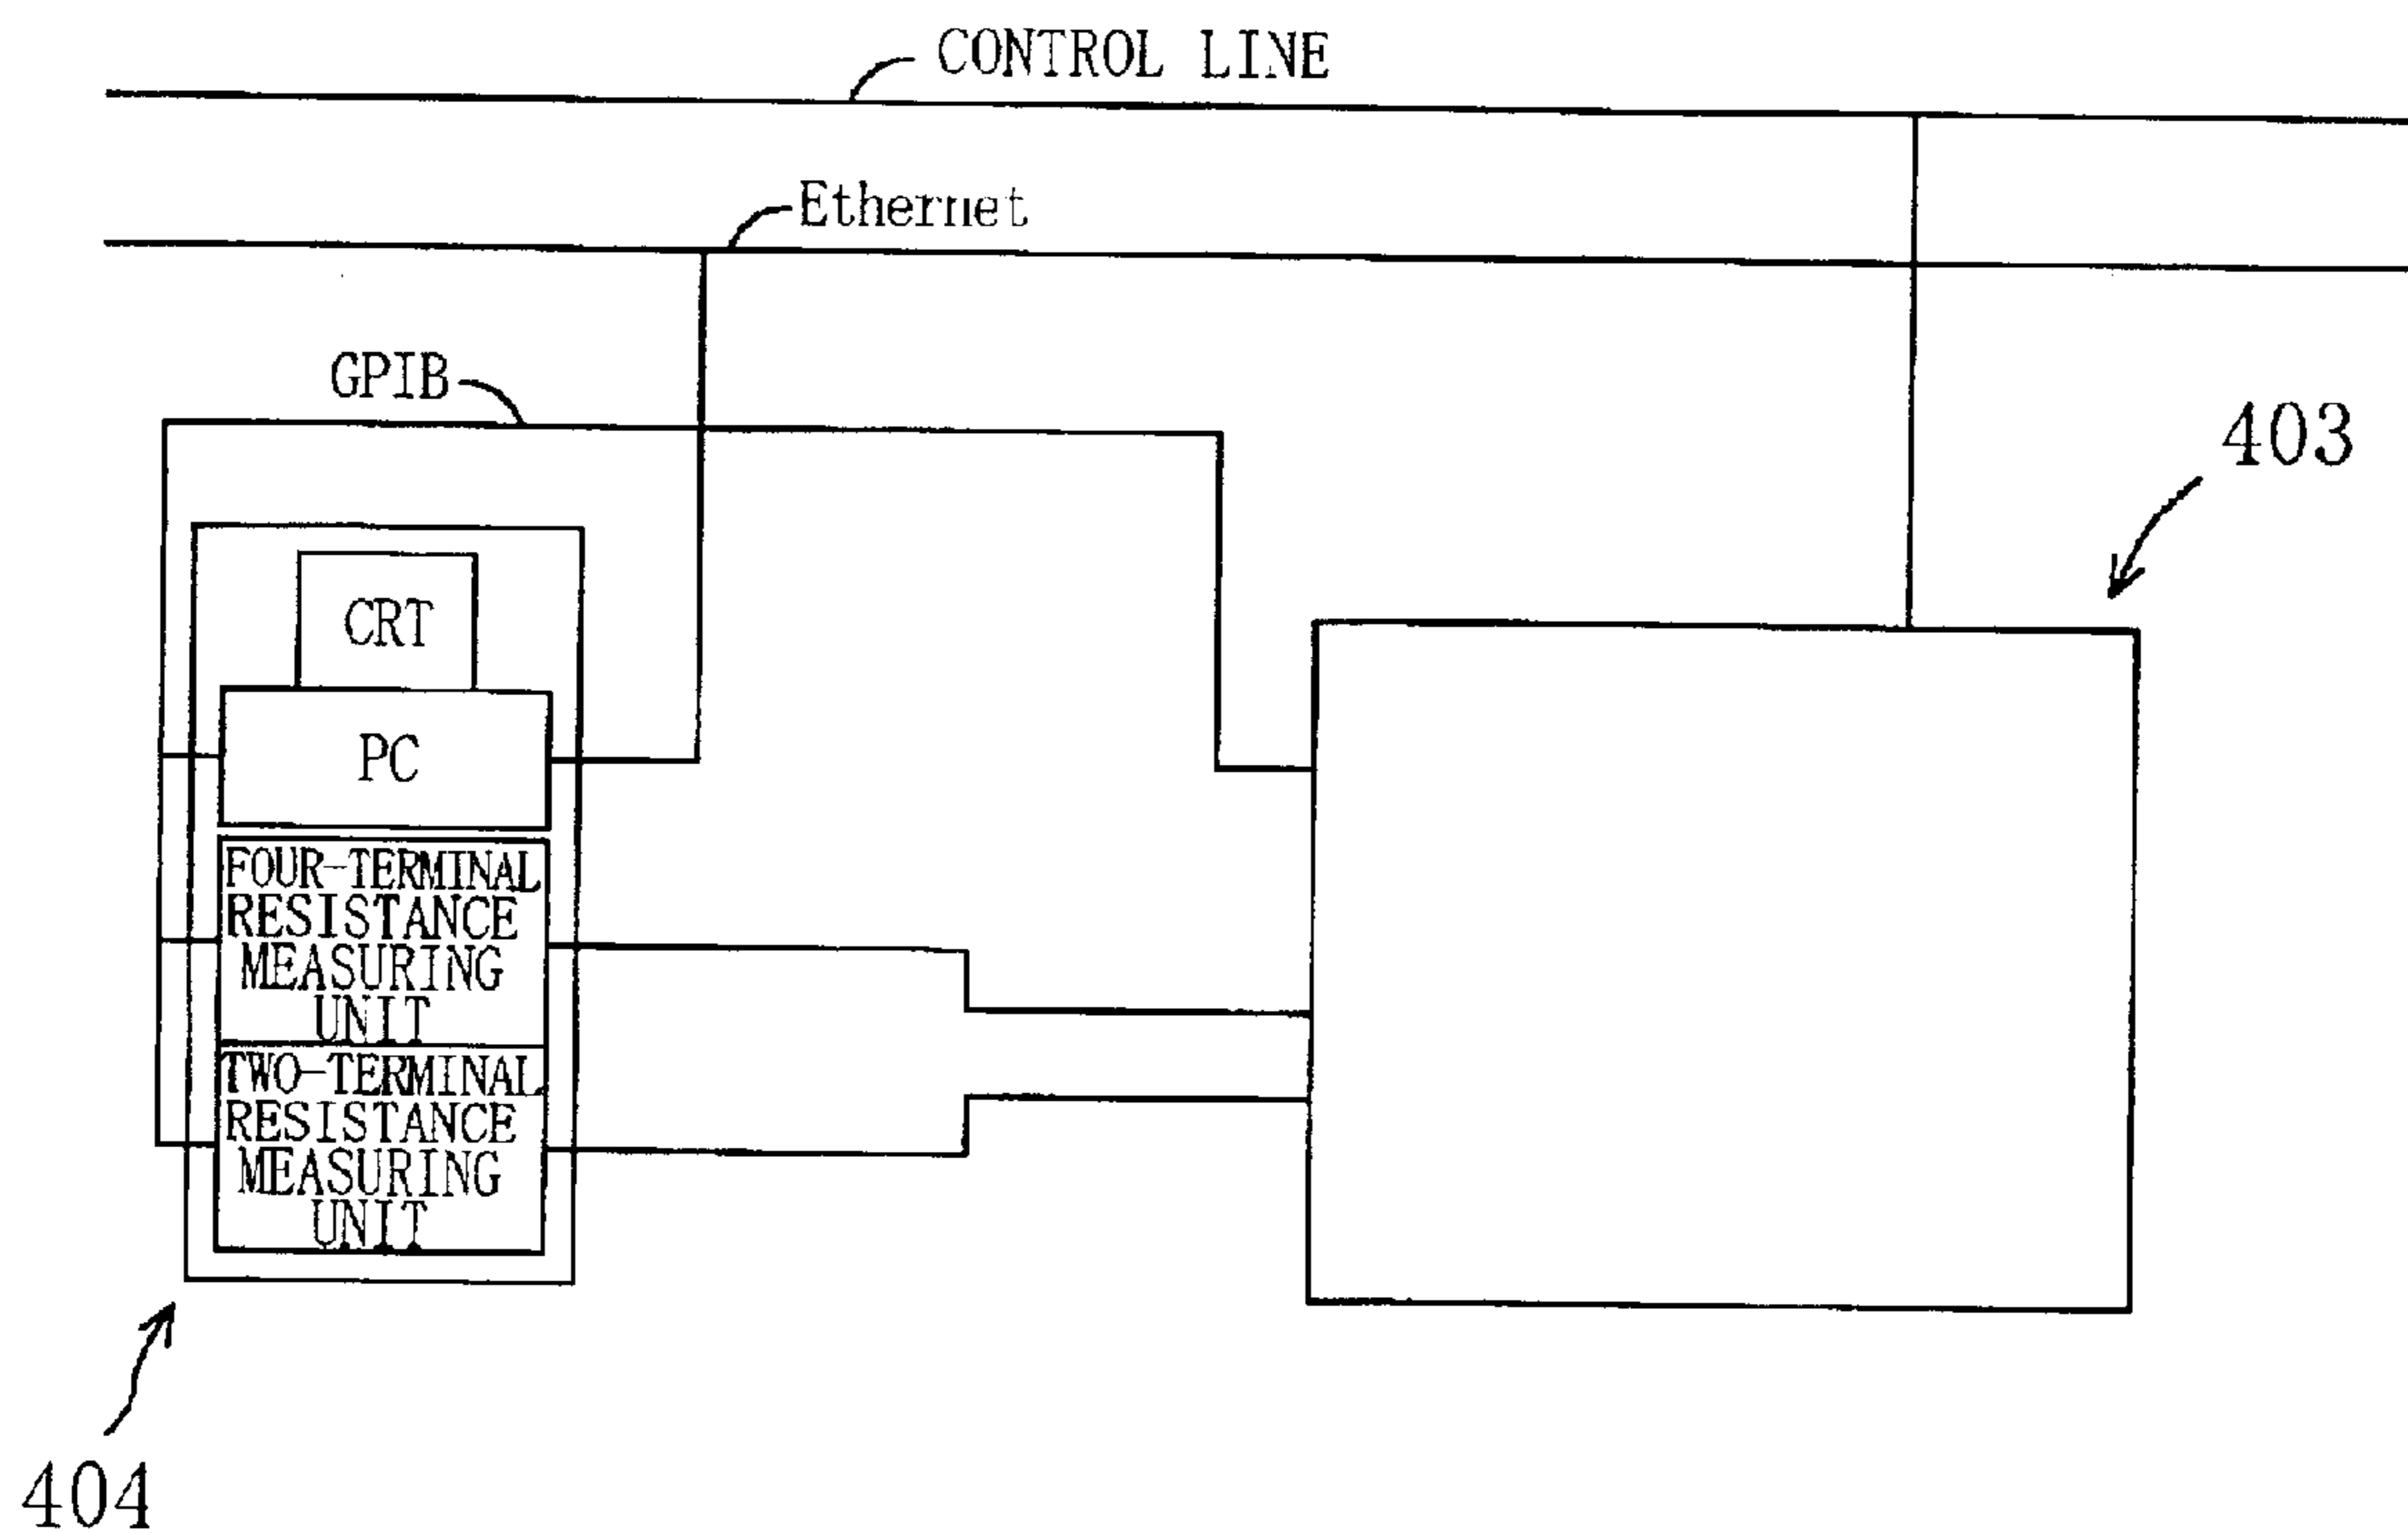 CONTROL LINE
Ethernet
GPIB
403
CRT
PC
FOUR-TERMINAL
RESISTANCE
MEASURING
UNIT
TWO-TERMINAL
RESISTANCE
MEASURING
UNIT
404